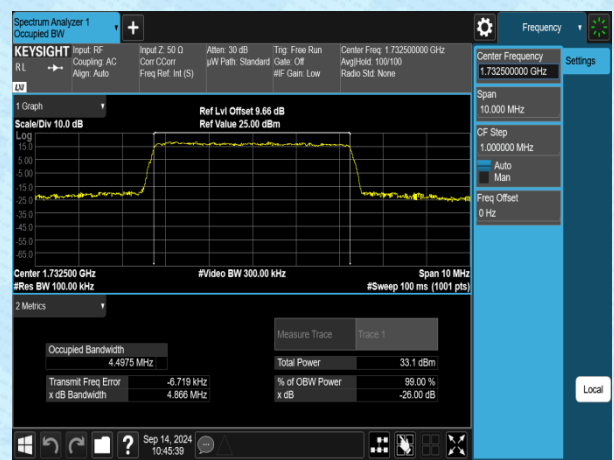 Spectrum Analyzer 1
Occupied BW
Frequency
KEYSIGHT
RL
LXI
Input: RF
Coupling: AC
Align: Auto
Input Z: 50 Ω
Corr CCorr
Freq Ref: Int (S)
Atten: 30 dB
µW Path: Standard
Trig: Free Run
Gate: Off
#IF Gain: Low
Center Freq: 1.732500000 GHz
Avg|Hold: 100/100
Radio Std: None
Center Frequency
1.732500000 GHz
Settings
Span
10.000 MHz
CF Step
1.000000 MHz
Auto
Man
Freq Offset
0 Hz
1 Graph
Scale/Div 10.0 dB
Ref Lvl Offset 9.66 dB
Ref Value 25.00 dBm
Log
15.0
5.00
-5.00
-15.0
-25.0
-35.0
-45.0
-55.0
-65.0
Center 1.732500 GHz
#Video BW 300.00 kHz
Span 10 MHz
#Res BW 100.00 kHz
#Sweep 100 ms (1001 pts)
2 Metrics
Measure Trace
Trace 1
Occupied Bandwidth
4.4975 MHz
Total Power
33.1 dBm
Transmit Freq Error
-6.719 kHz
% of OBW Power
99.00 %
x dB Bandwidth
4.866 MHz
x dB
-26.00 dB
Local
?
Sep 14, 2024
10:45:39